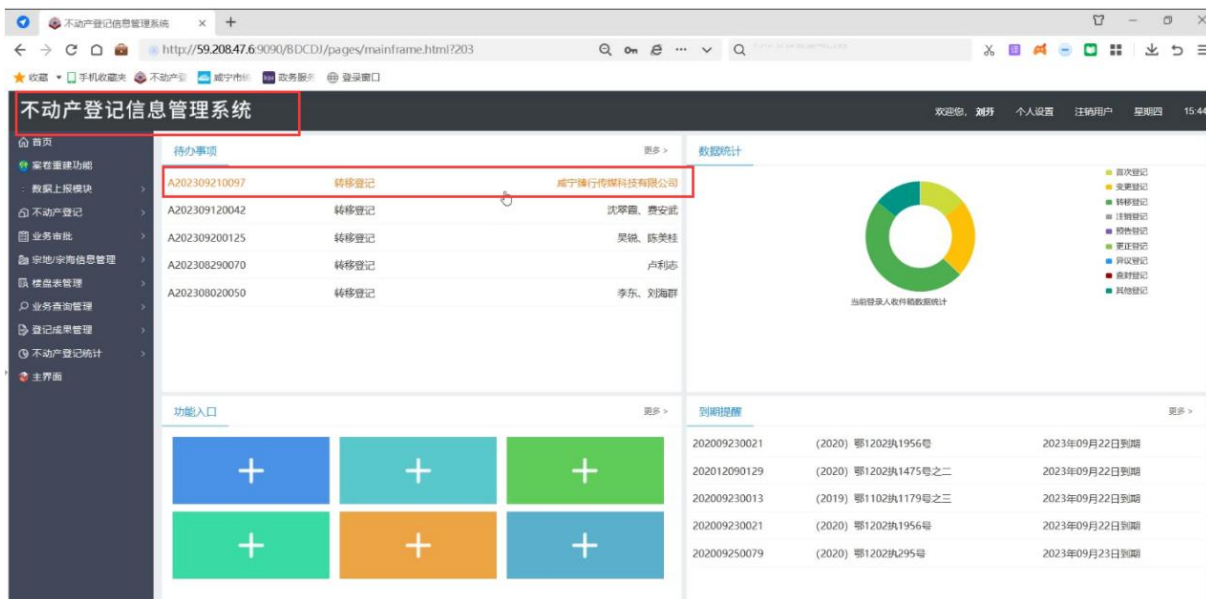 不动产登记信息管理系统
http://59.208.47.6:9090/BDCDJ/pages/mainframe.html?203
收藏 手机收藏夹 不动产登 咸宁市 政务服务 登录窗口
不动产登记信息管理系统
欢迎您, 刘芬 个人设置 注销用户 星期四 15:44
首页
案卷重建功能
数据上报模块
不动产登记
业务审批
宗地/宗海信息管理
楼盘表管理
业务查询管理
登记成果管理
不动产登记统计
主界面
待办事项 更多 >
A202309210097 转移登记 咸宁臻行传媒科技有限公司
A202309120042 转移登记 沈翠霞、费安武
A202309200125 转移登记 吴锐、陈美桂
A202308290070 转移登记 卢利志
A202308020050 转移登记 李东、刘海群
数据统计
首次登记
变更登记
转移登记
注销登记
预告登记
更正登记
异议登记
查封登记
其他登记
当前登录人收件箱数据统计
功能入口 更多 >
到期提醒 更多 >
202009230021 (2020) 鄂1202执1956号 2023年09月22日到期
202012090129 (2020) 鄂1202执1475号之二 2023年09月22日到期
202009230013 (2019) 鄂1102执1179号之三 2023年09月22日到期
202009230021 (2020) 鄂1202执1956号 2023年09月22日到期
202009250079 (2020) 鄂1202执295号 2023年09月23日到期